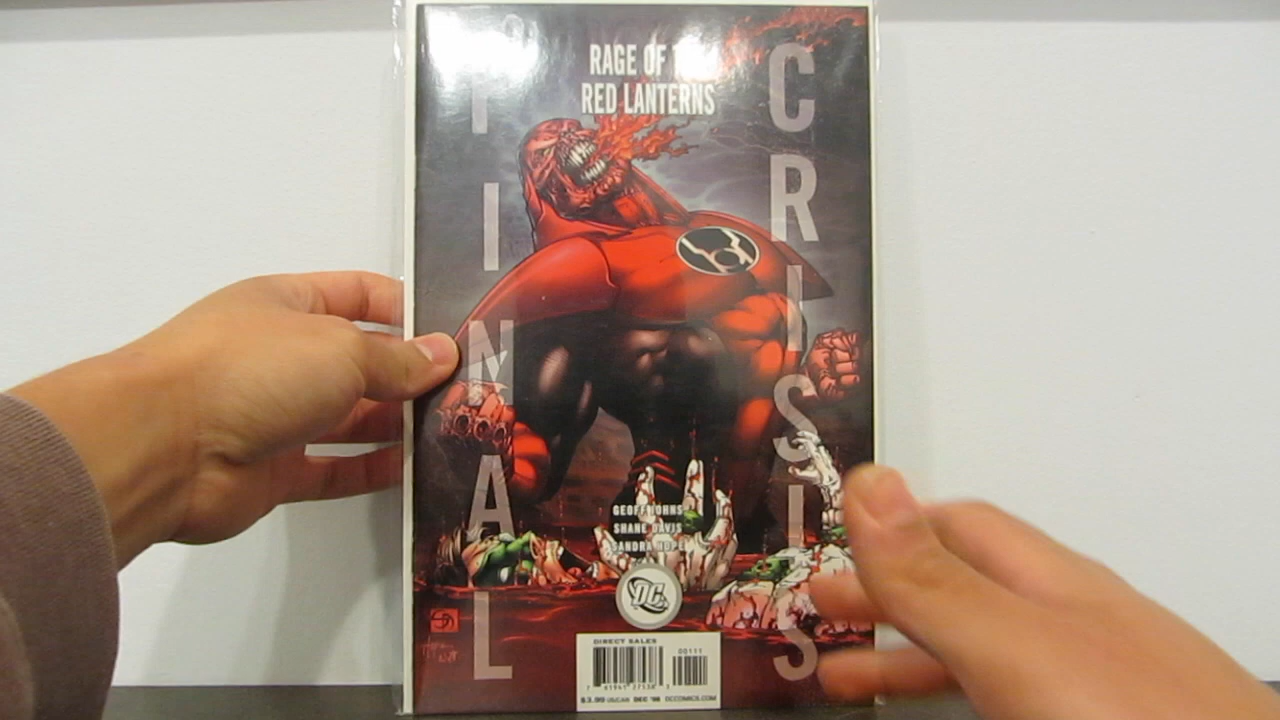 FINAL
CRISIS
RAGE OF THE
RED LANTERNS
GEOFF JOHNS
SHANE DAVIS
SANDRA HOPE
DC
DIRECT SALES
00111
$3.99 US/CAN DEC '08 DCCOMICS.COM